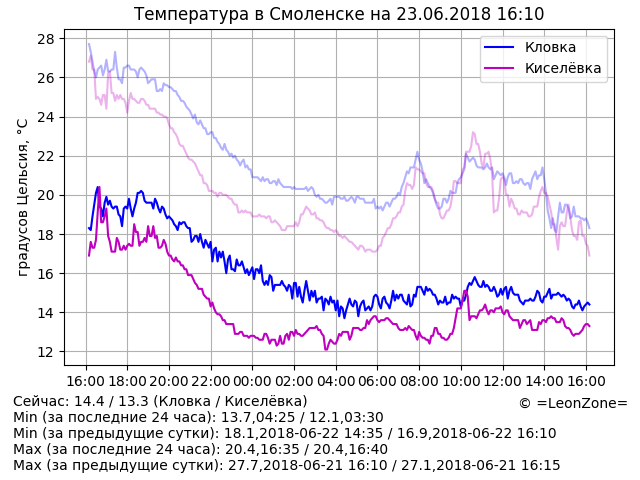 Температура в Смоленске на 23.06.2018 16:10
градусов Цельсия, °C
28
26
24
22
20
18
16
14
12
Кловка
Киселёвка
16:00 18:00 20:00 22:00 00:00 02:00 04:00 06:00 08:00 10:00 12:00 14:00 16:00
Сейчас: 14.4 / 13.3 (Кловка / Киселёвка)
© =LeonZone=
Min (за последние 24 часа): 13.7,04:25 / 12.1,03:30
Min (за предыдущие сутки): 18.1,2018-06-22 14:35 / 16.9,2018-06-22 16:10
Max (за последние 24 часа): 20.4,16:35 / 20.4,16:40
Max (за предыдущие сутки): 27.7,2018-06-21 16:10 / 27.1,2018-06-21 16:15